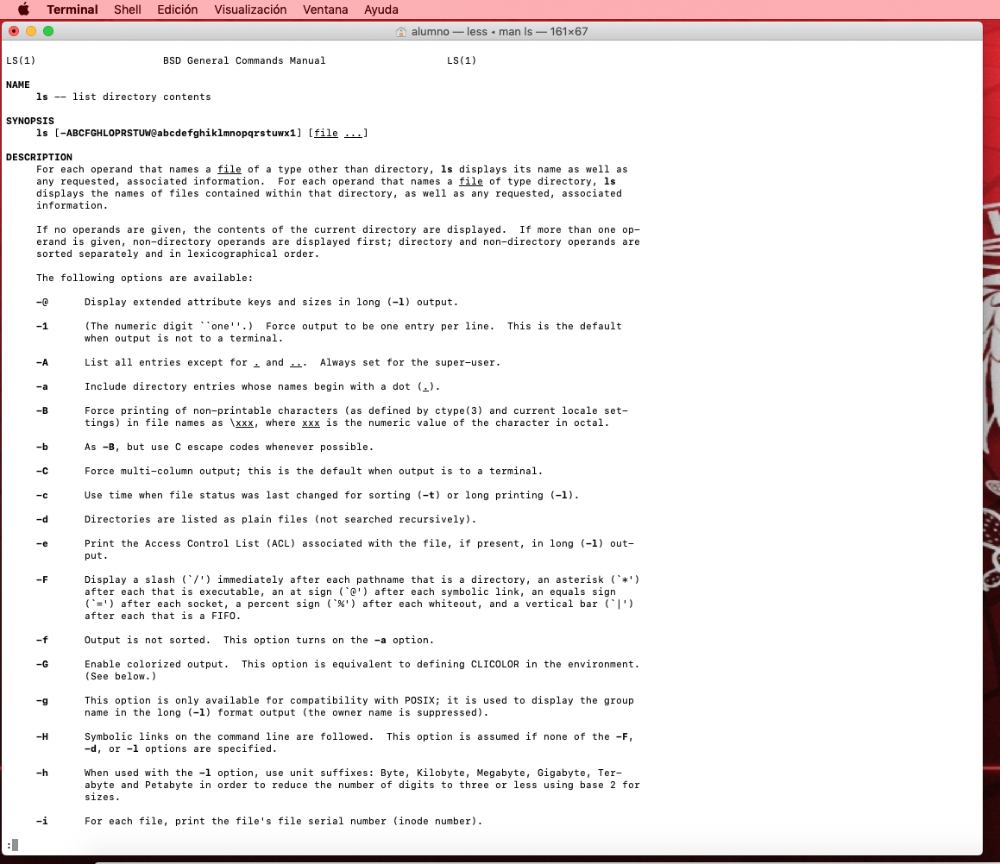 Terminal Shell Edición Visualización Ventana Ayuda
alumno — less ◂ man ls — 161×67
LS(1) BSD General Commands Manual LS(1)
NAME
ls –– list directory contents
SYNOPSIS
ls [–ABCFGHLOPRSTUW@abcdefghiklmnopqrstuwx1] [file ...]
DESCRIPTION
For each operand that names a file of a type other than directory, ls displays its name as well as
any requested, associated information. For each operand that names a file of type directory, ls
displays the names of files contained within that directory, as well as any requested, associated
information.
If no operands are given, the contents of the current directory are displayed. If more than one op–
erand is given, non–directory operands are displayed first; directory and non–directory operands are
sorted separately and in lexicographical order.
The following options are available:
–@ Display extended attribute keys and sizes in long (–l) output.
–1 (The numeric digit ``one''.) Force output to be one entry per line. This is the default
when output is not to a terminal.
–A List all entries except for . and ... Always set for the super–user.
–a Include directory entries whose names begin with a dot (.).
–B Force printing of non–printable characters (as defined by ctype(3) and current locale set–
tings) in file names as \xxx, where xxx is the numeric value of the character in octal.
–b As –B, but use C escape codes whenever possible.
–C Force multi–column output; this is the default when output is to a terminal.
–c Use time when file status was last changed for sorting (–t) or long printing (–l).
–d Directories are listed as plain files (not searched recursively).
–e Print the Access Control List (ACL) associated with the file, if present, in long (–l) out–
put.
–F Display a slash (`/') immediately after each pathname that is a directory, an asterisk (`*')
after each that is executable, an at sign (`@') after each symbolic link, an equals sign
(`=') after each socket, a percent sign (`%') after each whiteout, and a vertical bar (`|')
after each that is a FIFO.
–f Output is not sorted. This option turns on the –a option.
–G Enable colorized output. This option is equivalent to defining CLICOLOR in the environment.
(See below.)
–g This option is only available for compatibility with POSIX; it is used to display the group
name in the long (–l) format output (the owner name is suppressed).
–H Symbolic links on the command line are followed. This option is assumed if none of the –F,
–d, or –l options are specified.
–h When used with the –l option, use unit suffixes: Byte, Kilobyte, Megabyte, Gigabyte, Ter–
abyte and Petabyte in order to reduce the number of digits to three or less using base 2 for
sizes.
–i For each file, print the file's file serial number (inode number).
: